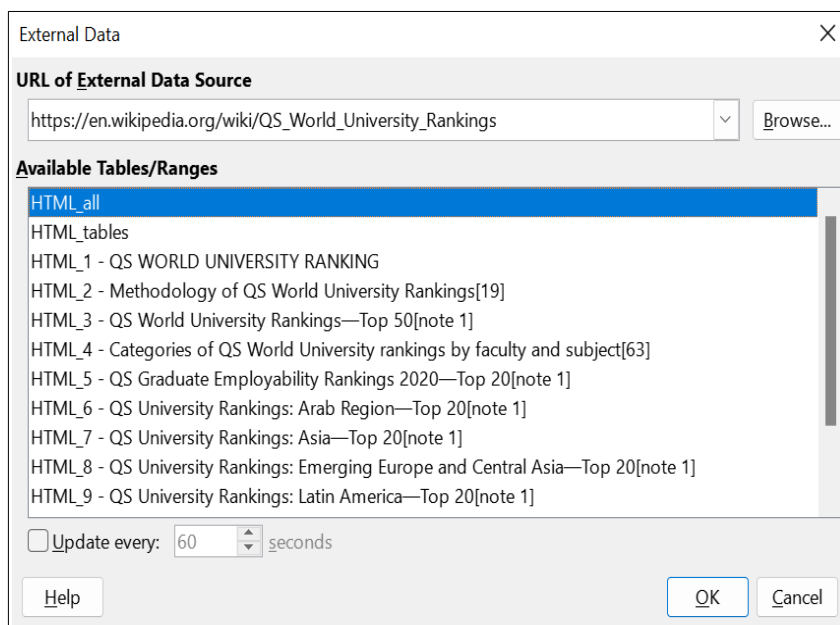 External Data
URL of External Data Source
https://en.wikipedia.org/wiki/QS_World_University_Rankings
Browse...
Available Tables/Ranges
HTML_all
HTML_tables
HTML_1 - QS WORLD UNIVERSITY RANKING
HTML_2 - Methodology of QS World University Rankings[19]
HTML_3 - QS World University Rankings—Top 50[note 1]
HTML_4 - Categories of QS World University rankings by faculty and subject[63]
HTML_5 - QS Graduate Employability Rankings 2020—Top 20[note 1]
HTML_6 - QS University Rankings: Arab Region—Top 20[note 1]
HTML_7 - QS University Rankings: Asia—Top 20[note 1]
HTML_8 - QS University Rankings: Emerging Europe and Central Asia—Top 20[note 1]
HTML_9 - QS University Rankings: Latin America—Top 20[note 1]
Update every: 60 seconds
Help OK Cancel